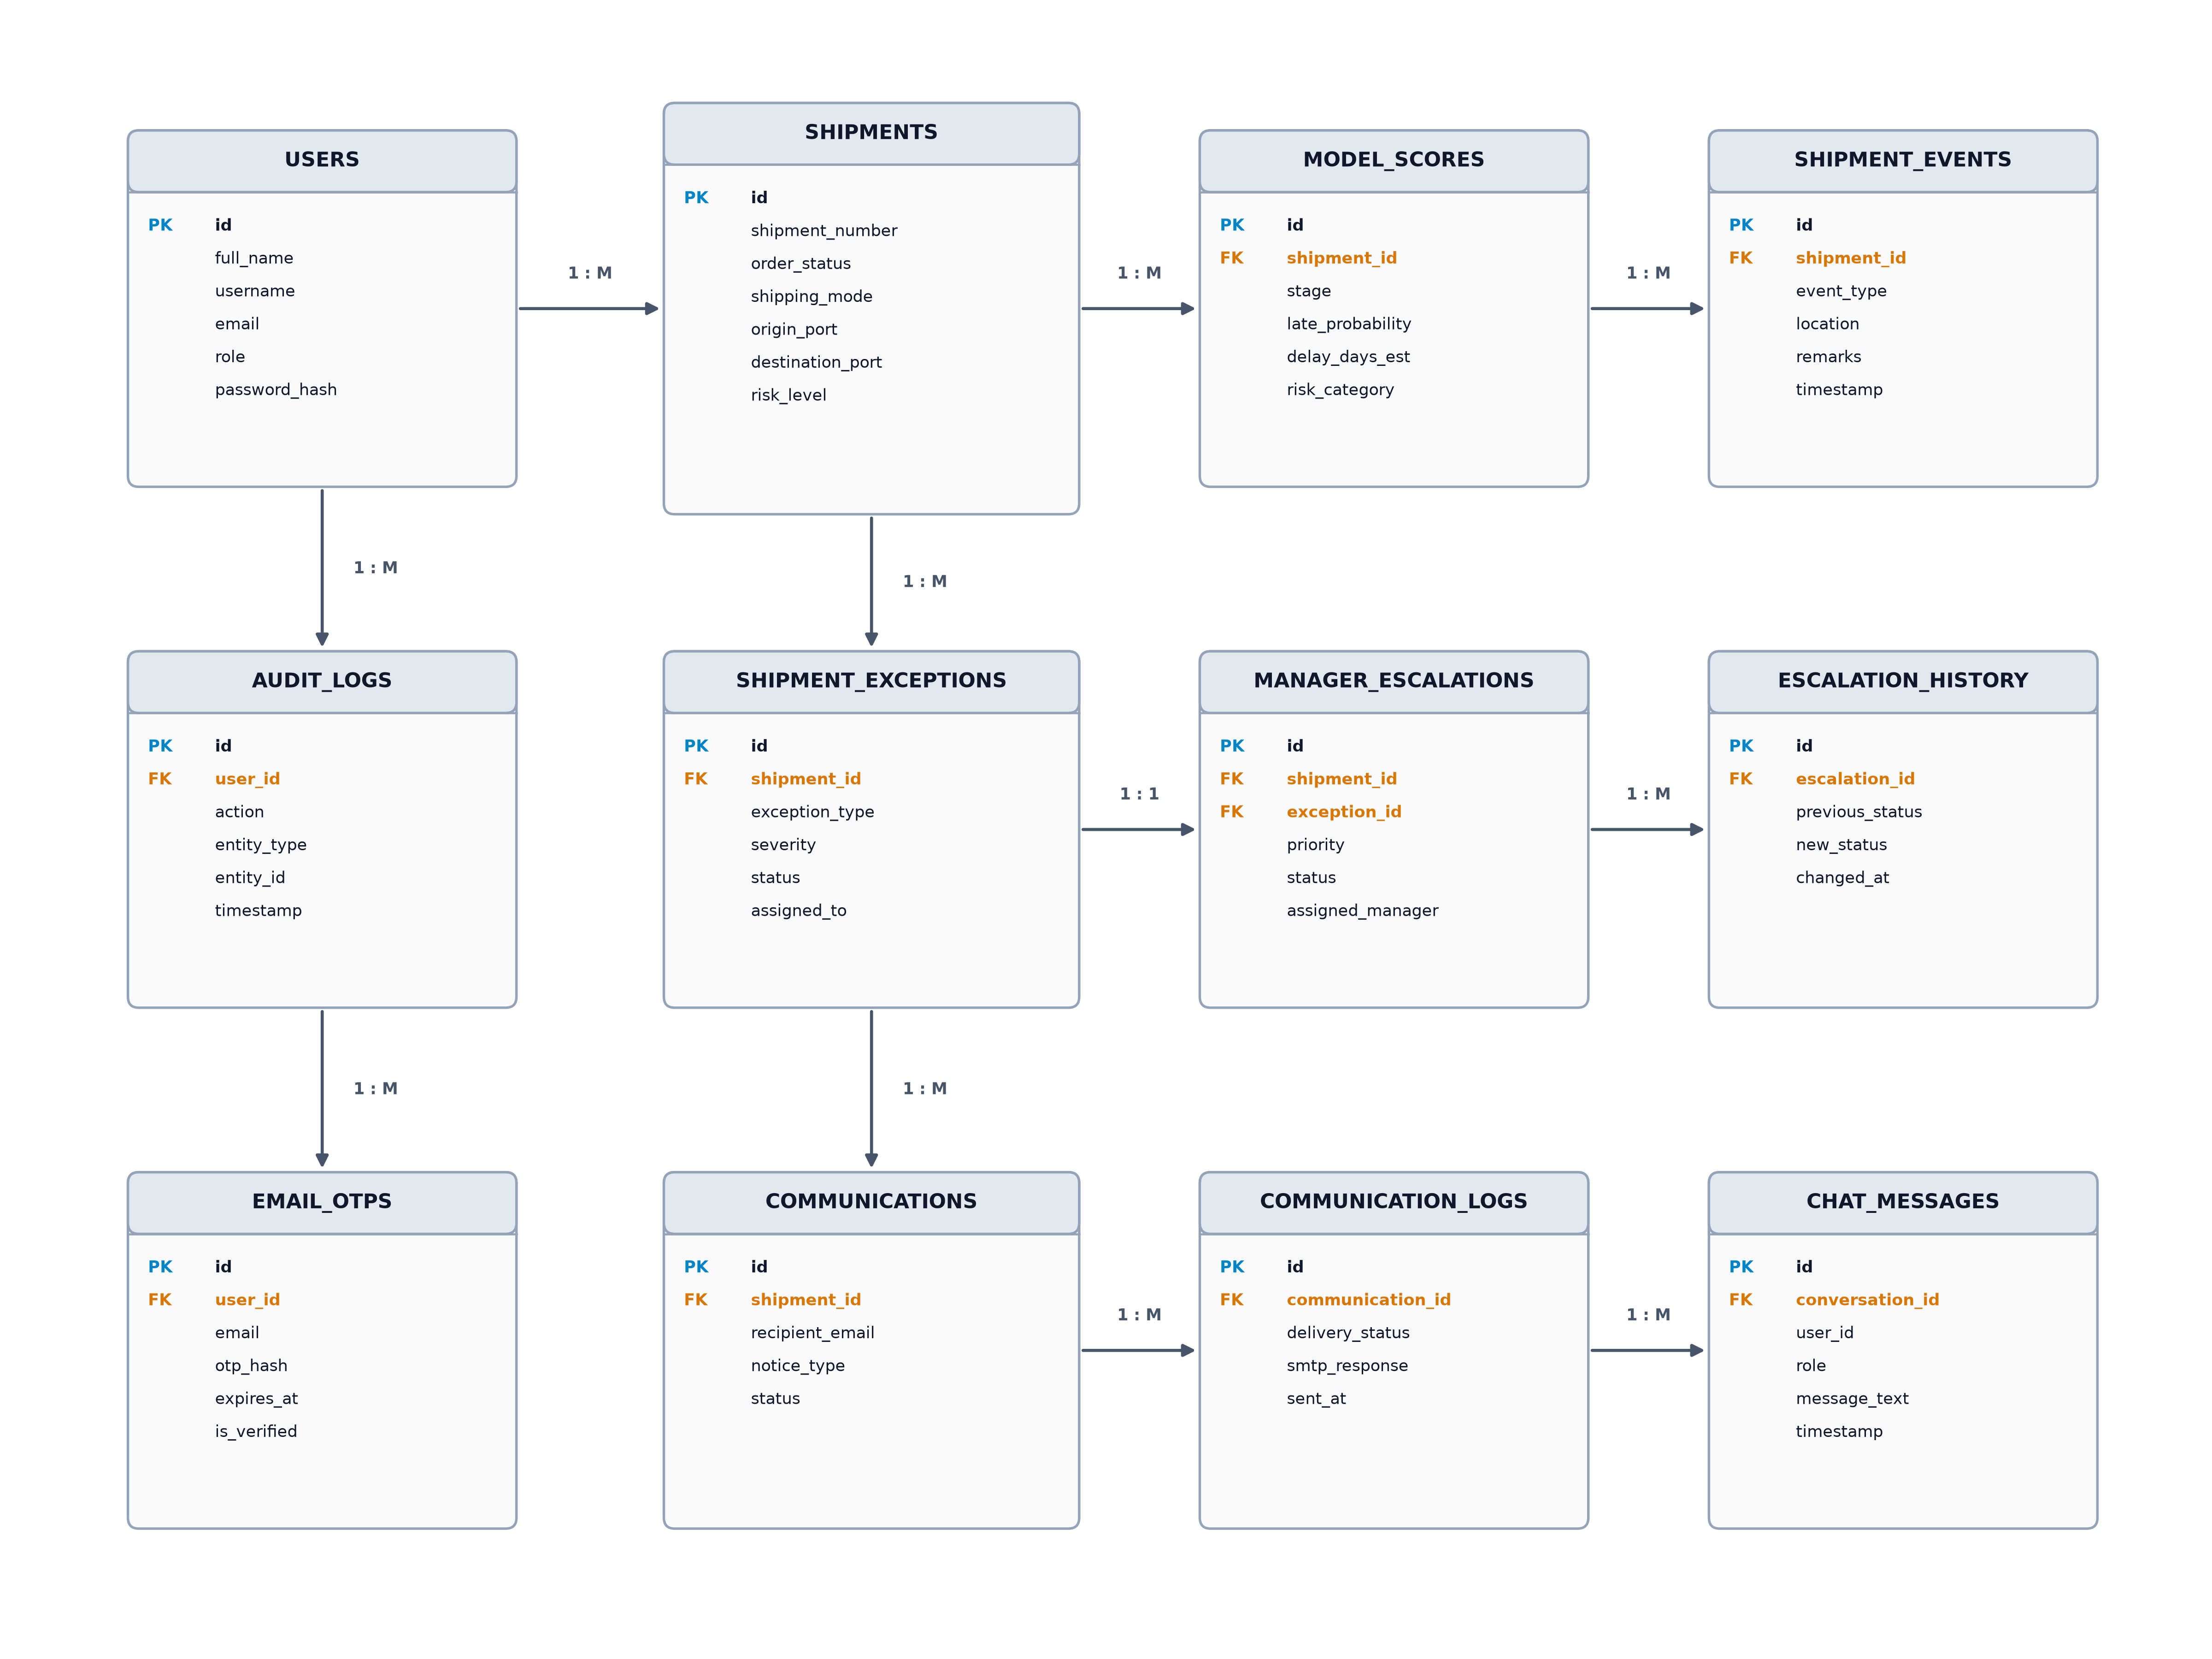 USERS
PK id
full_name
username
email
role
password_hash
1 : M
SHIPMENTS
PK id
shipment_number
order_status
shipping_mode
origin_port
destination_port
risk_level
1 : M
MODEL_SCORES
PK id
FK shipment_id
stage
late_probability
delay_days_est
risk_category
1 : M
SHIPMENT_EVENTS
PK id
FK shipment_id
event_type
location
remarks
timestamp
1 : M
1 : M
AUDIT_LOGS
PK id
FK user_id
action
entity_type
entity_id
timestamp
SHIPMENT_EXCEPTIONS
PK id
FK shipment_id
exception_type
severity
status
assigned_to
1 : 1
MANAGER_ESCALATIONS
PK id
FK shipment_id
FK exception_id
priority
status
assigned_manager
1 : M
ESCALATION_HISTORY
PK id
FK escalation_id
previous_status
new_status
changed_at
1 : M
1 : M
EMAIL_OTPS
PK id
FK user_id
email
otp_hash
expires_at
is_verified
COMMUNICATIONS
PK id
FK shipment_id
recipient_email
notice_type
status
1 : M
COMMUNICATION_LOGS
PK id
FK communication_id
delivery_status
smtp_response
sent_at
1 : M
CHAT_MESSAGES
PK id
FK conversation_id
user_id
role
message_text
timestamp